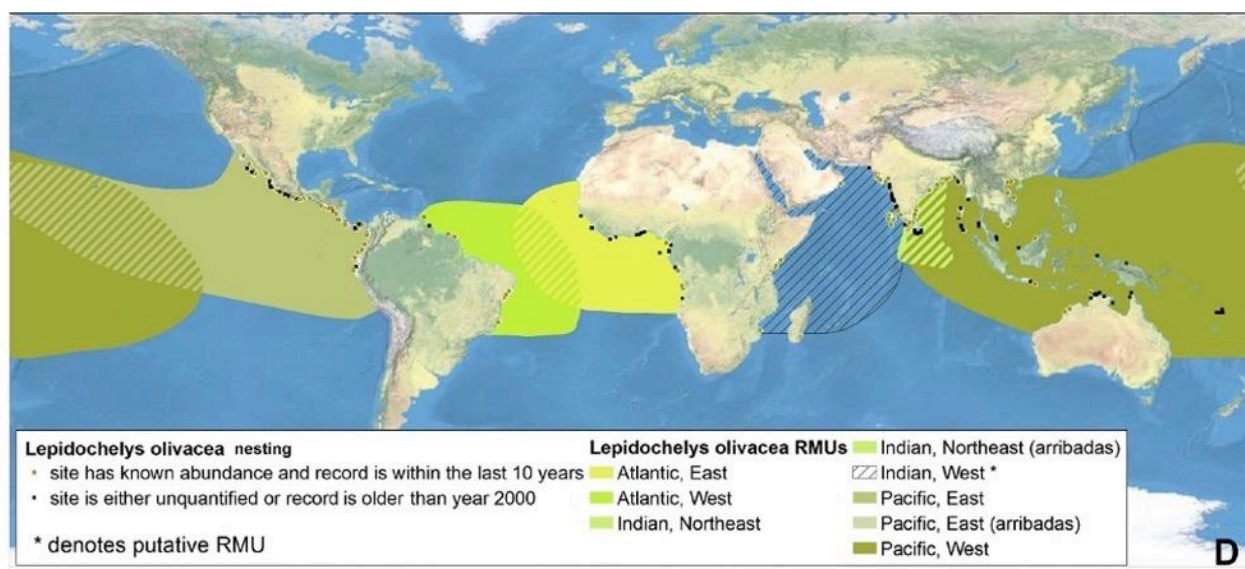 Lepidochelys olivacea nesting
site has known abundance and record is within the last 10 years
site is either unquantified or record is older than year 2000
* denotes putative RMU
Lepidochelys olivacea RMUs
Atlantic, East
Atlantic, West
Indian, Northeast
Indian, Northeast (arribadas)
Indian, West *
Pacific, East
Pacific, East (arribadas)
Pacific, West
D